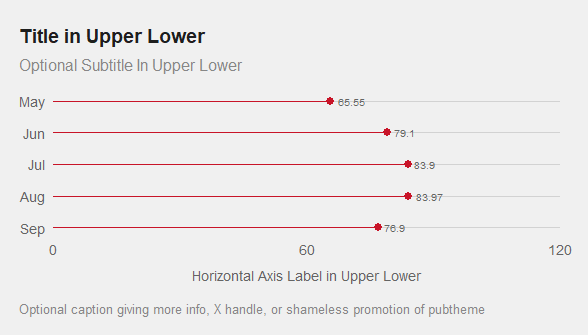 Title in Upper Lower
Optional Subtitle In Upper Lower
May 65.55
Jun 79.1
Jul 83.9
Aug 83.97
Sep 76.9
0 60 120
Horizontal Axis Label in Upper Lower
Optional caption giving more info, X handle, or shameless promotion of pubtheme